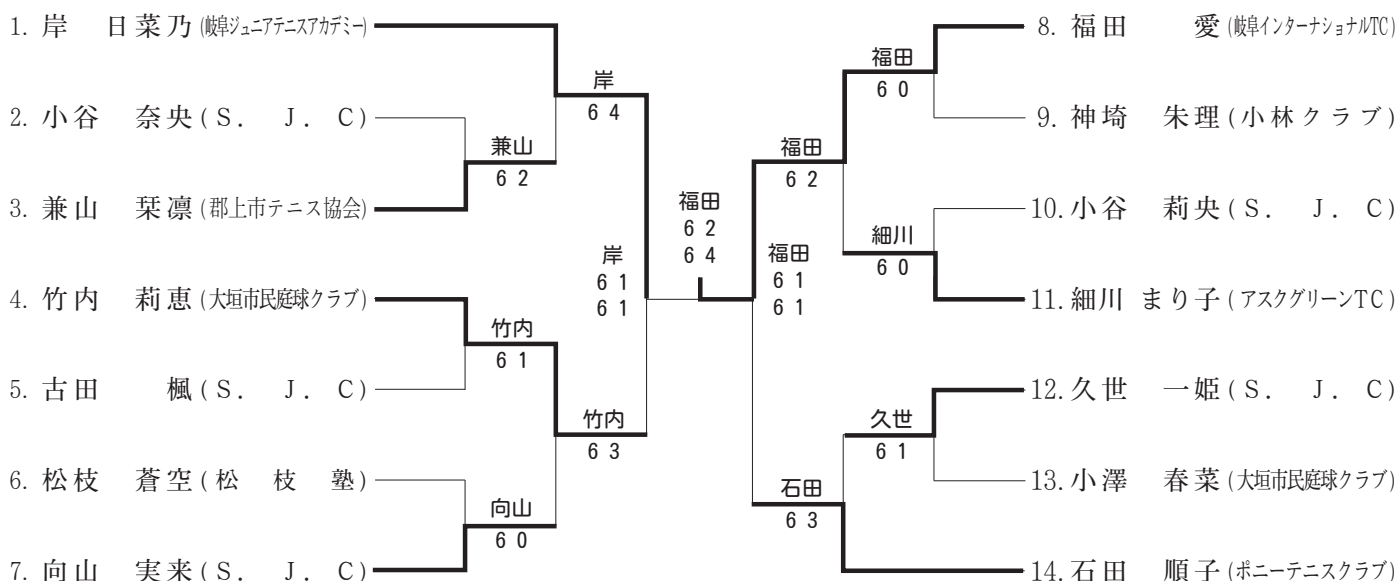 1. 岸 日菜乃 (岐阜ジュニアテニスアカデミー)
2. 小谷 奈央 (S. J. C)
3. 兼山 栞凛 (郡上市テニス協会)
4. 竹内 莉恵 (大垣市民庭球クラブ)
5. 古田 楓 (S. J. C)
6. 松枝 蒼空 (松枝塾)
7. 向山 実来 (S. J. C)
兼山
6 2
竹内
6 1
向山
6 0
岸
6 4
竹内
6 3
岸
6 1
6 1
福田
6 2
6 4
福田
6 1
6 1
福田
6 2
石田
6 3
福田
6 0
細川
6 0
久世
6 1
8. 福田 愛 (岐阜インターナショナルTC)
9. 神埼 朱理 (小林クラブ)
10. 小谷 莉央 (S. J. C)
11. 細川 まり子 (アスクグリーンTC)
12. 久世 一姫 (S. J. C)
13. 小澤 春菜 (大垣市民庭球クラブ)
14. 石田 順子 (ポニーテニスクラブ)